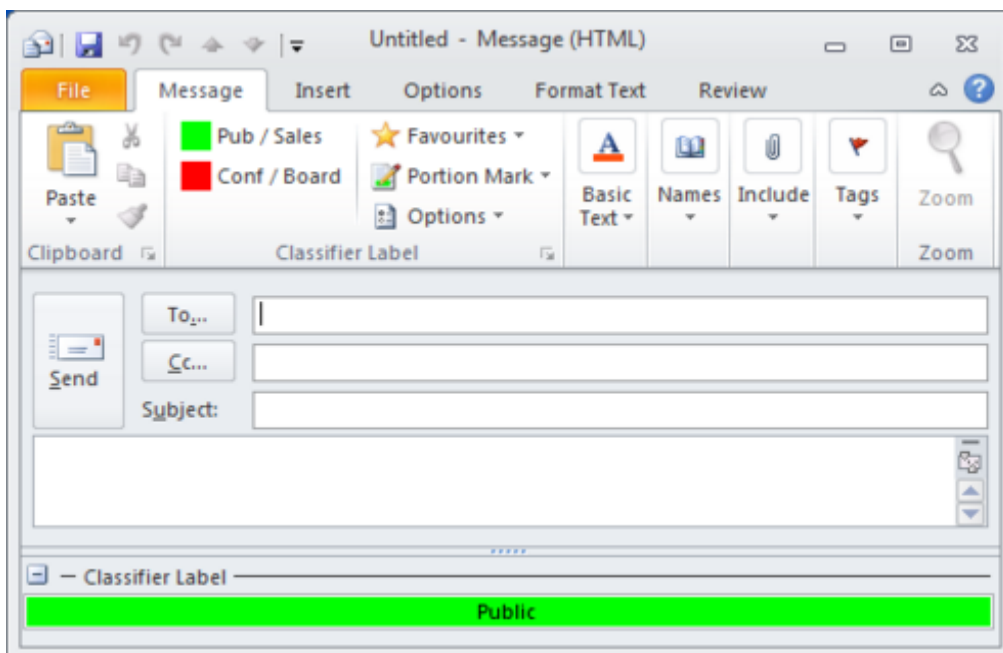 Untitled - Message (HTML)
File Message Insert Options Format Text Review
Pub / Sales
Conf / Board
Favourites
Portion Mark
Options
Paste
Basic Text
Names
Include
Tags
Zoom
Clipboard
Classifier Label
Zoom
To...
Cc...
Send
Subject:
Classifier Label
Public